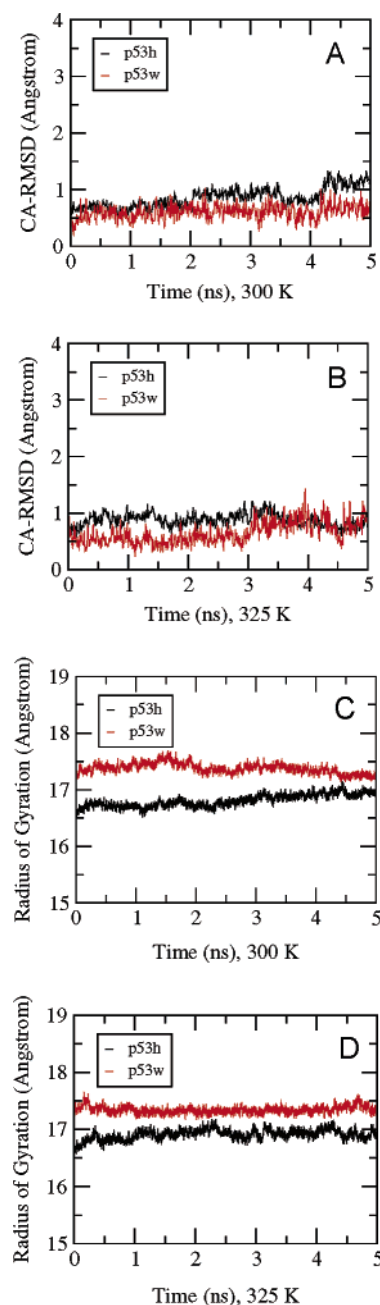 A
p53h
p53w
CA-RMSD (Angstrom)
4
3
2
1
0
0 1 2 3 4 5
Time (ns), 300 K
B
p53h
p53w
CA-RMSD (Angstrom)
4
3
2
1
0
0 1 2 3 4 5
Time (ns), 325 K
C
p53h
p53w
Radius of Gyration (Angstrom)
19
18
17
16
15
0 1 2 3 4 5
Time (ns), 300 K
D
p53h
p53w
Radius of Gyration (Angstrom)
19
18
17
16
15
0 1 2 3 4 5
Time (ns), 325 K